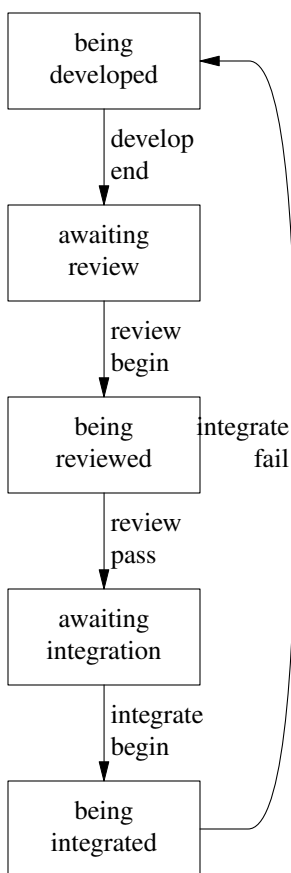 being
developed
develop
end
awaiting
review
review
begin
being
reviewed
integrate
fail
review
pass
awaiting
integration
integrate
begin
being
integrated